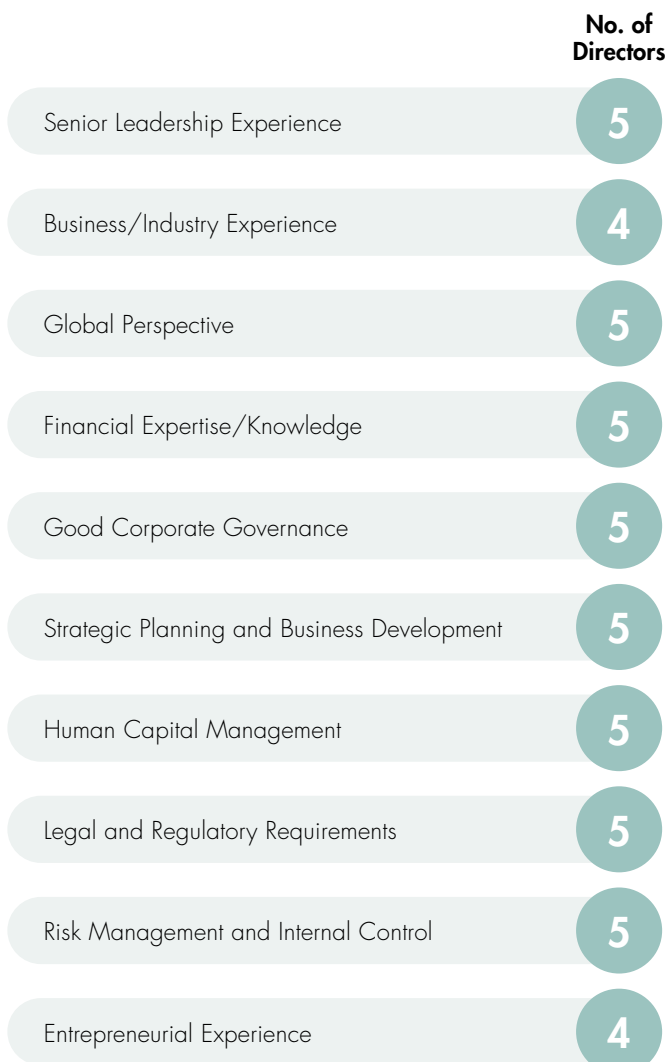 No. of
Directors
Senior Leadership Experience 5
Business/Industry Experience 4
Global Perspective 5
Financial Expertise/Knowledge 5
Good Corporate Governance 5
Strategic Planning and Business Development 5
Human Capital Management 5
Legal and Regulatory Requirements 5
Risk Management and Internal Control 5
Entrepreneurial Experience 4